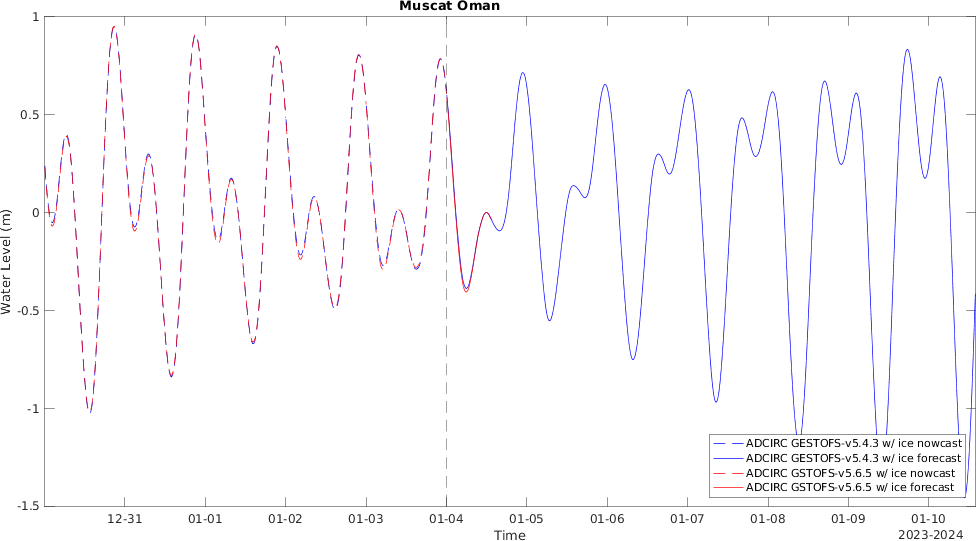 Muscat Oman
1
0.5
0
-0.5
-1
-1.5
Water Level (m)
ADCIRC GESTOFS-v5.4.3 w/ ice nowcast
ADCIRC GESTOFS-v5.4.3 w/ ice forecast
ADCIRC GSTOFS-v5.6.5 w/ ice nowcast
ADCIRC GSTOFS-v5.6.5 w/ ice forecast
12-31 01-01 01-02 01-03 01-04 01-05 01-06 01-07 01-08 01-09 01-10
Time
2023-2024